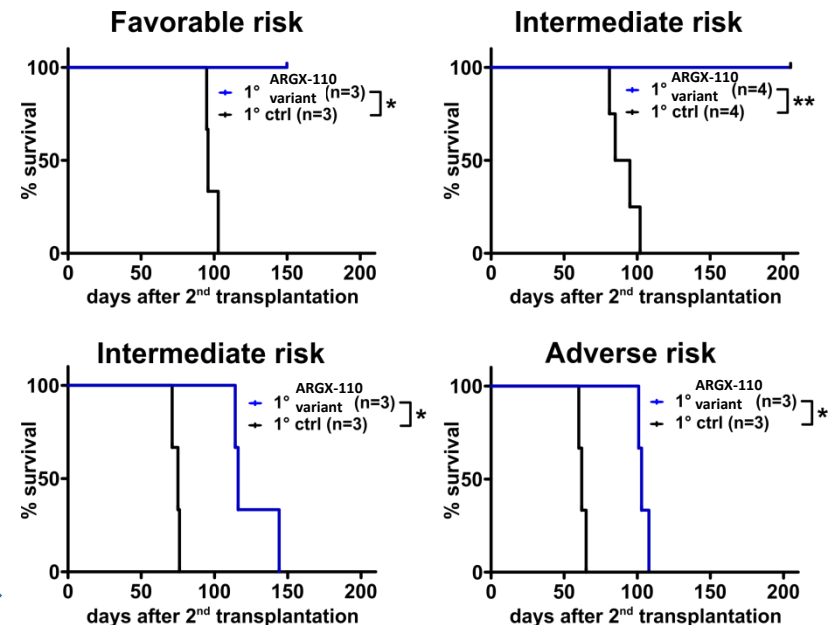 Favorable risk
% survival
100
50
0
0 50 100 150 200
days after 2nd transplantation
1° ARGX-110 variant (n=3)
1° ctrl (n=3)
*
Intermediate risk
% survival
100
50
0
0 50 100 150 200
days after 2nd transplantation
1° ARGX-110 variant (n=4)
1° ctrl (n=4)
**
Intermediate risk
% survival
100
50
0
0 50 100 150 200
days after 2nd transplantation
1° ARGX-110 variant (n=3)
1° ctrl (n=3)
*
Adverse risk
% survival
100
50
0
0 50 100 150 200
days after 2nd transplantation
1° ARGX-110 variant (n=3)
1° ctrl (n=3)
*